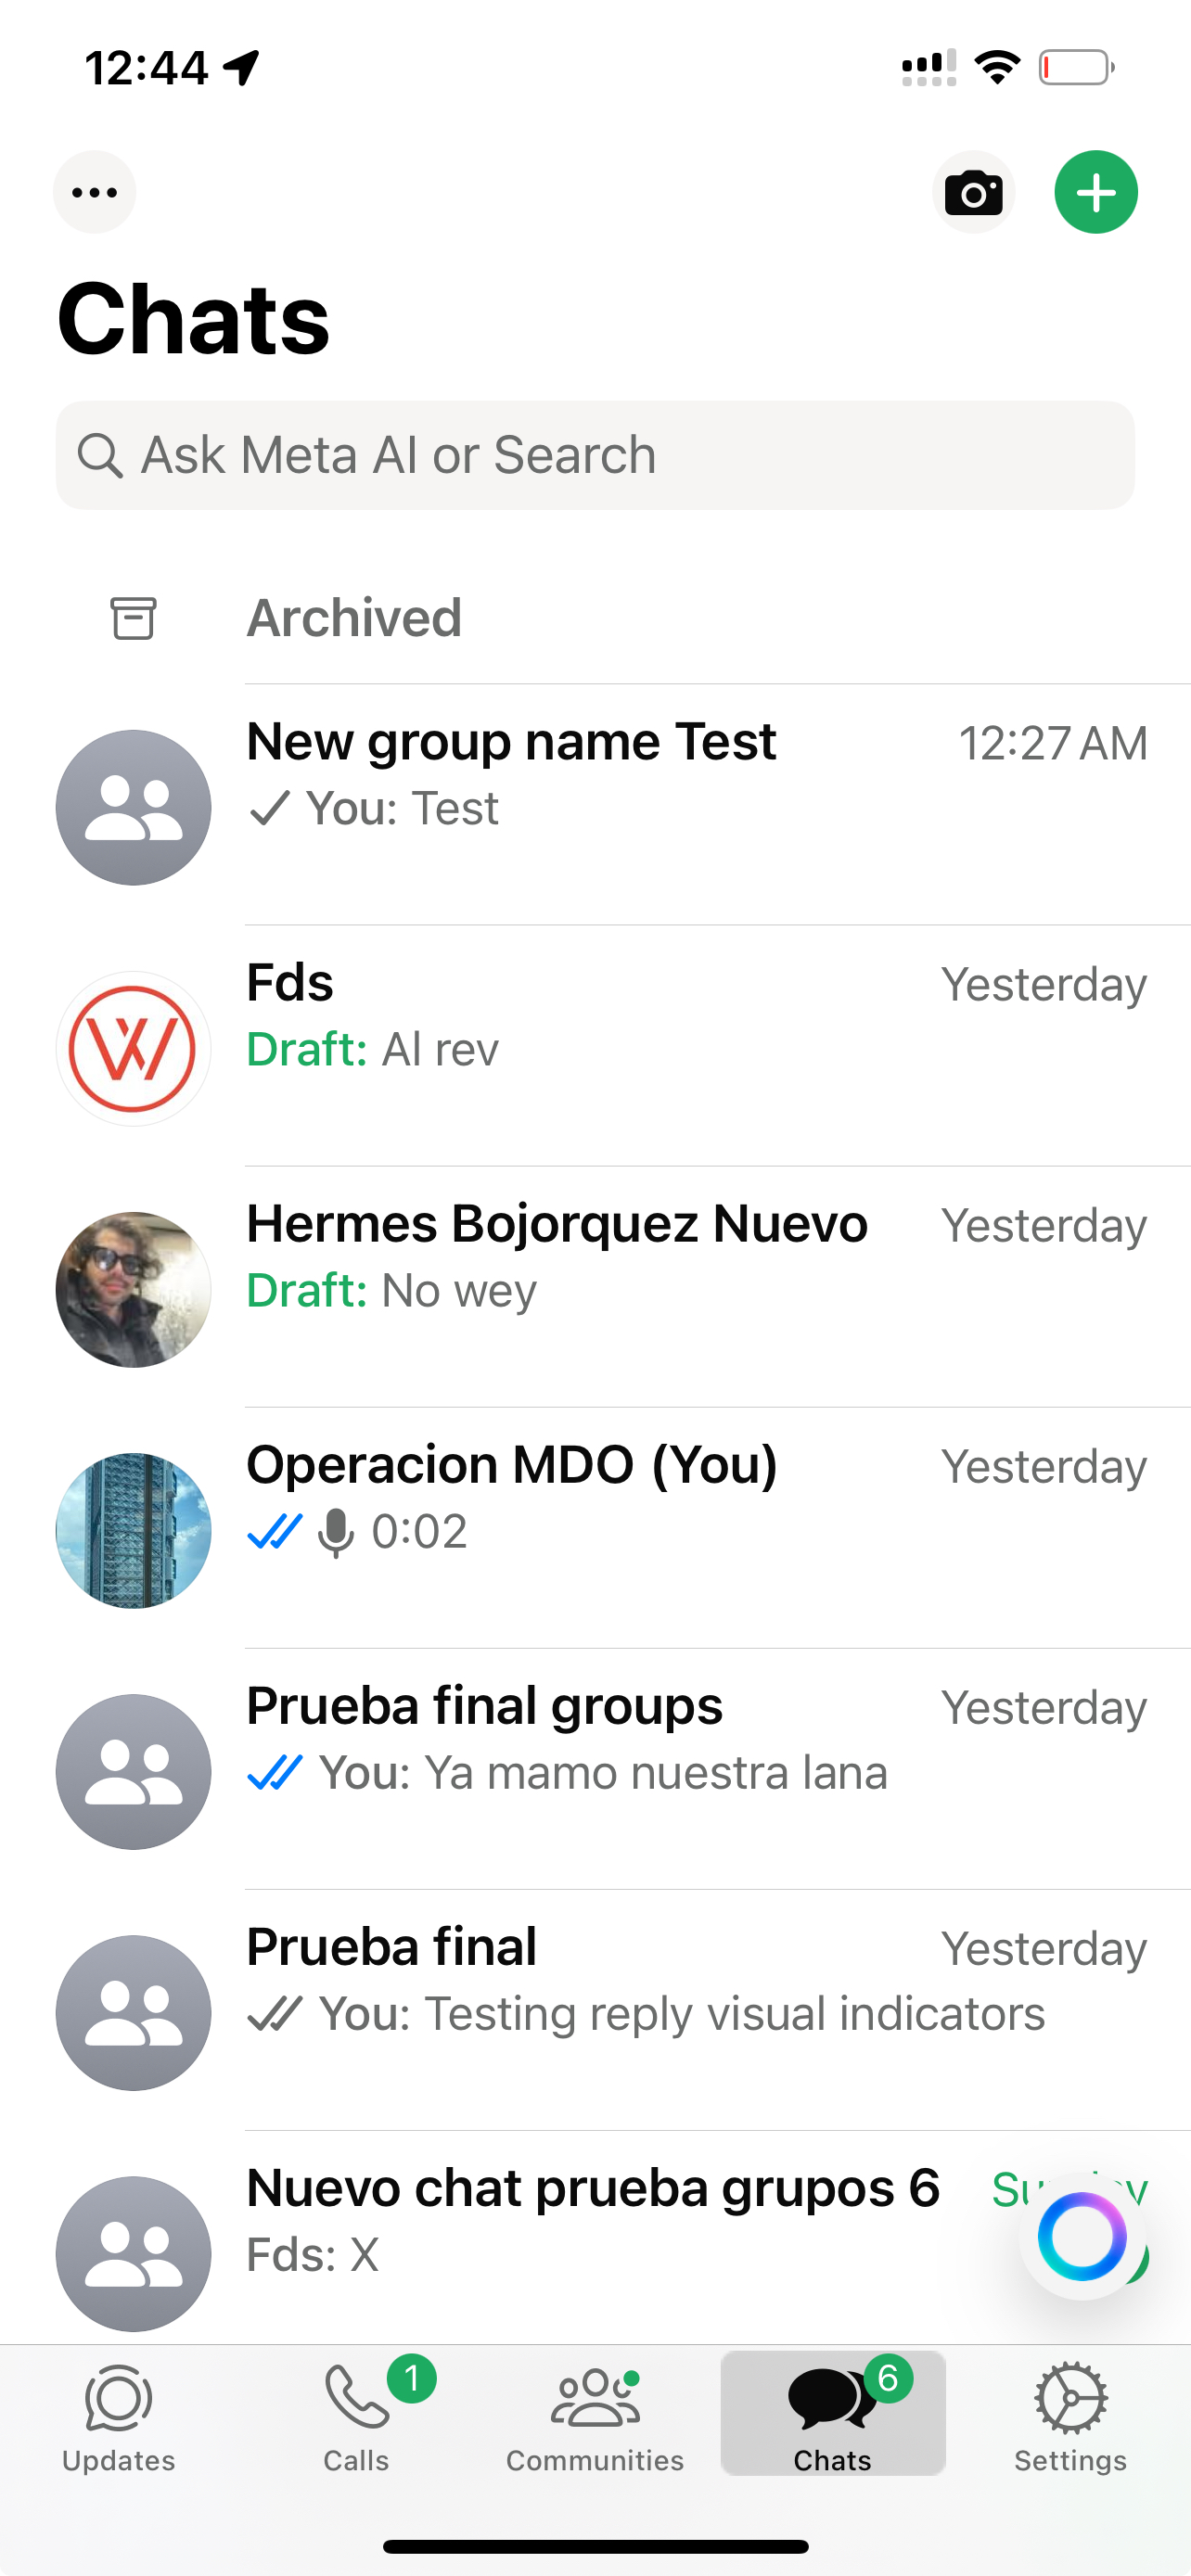 12:44
Chats
Ask Meta AI or Search
Archived
New group name Test 12:27 AM
You: Test
Fds Yesterday
Draft: Al rev
Hermes Bojorquez Nuevo Yesterday
Draft: No wey
Operacion MDO (You) Yesterday
0:02
Prueba final groups Yesterday
You: Ya mamo nuestra lana
Prueba final Yesterday
You: Testing reply visual indicators
Nuevo chat prueba grupos 6
Fds: X
1 6
Updates Calls Communities Chats Settings